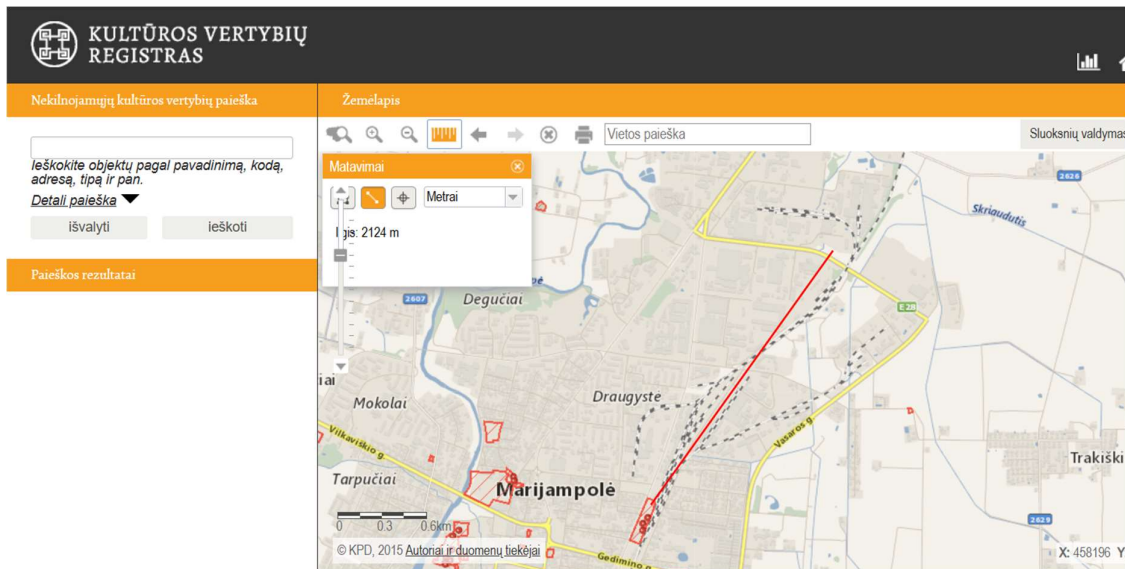 KULTŪROS VERTYBIŲ
REGISTRAS
Nekilnojamųjų kultūros vertybių paieška
Ieškokite objektų pagal pavadinimą, kodą,
adresą, tipą ir pan.
Detali paieška
išvalyti
ieškoti
Paieškos rezultatai
Žemėlapis
Vietos paieška
Sluoksnių valdymas
Matavimai
Metrai
gis: 2124 m
2626
Skriaudutis
2607
Degučiai
E28
Mokolai
Draugystė
Vilkaviškio g.
Vasaros g.
Trakiški
Tarpučiai
Marijampolė
0 0.3 0.6km
2629
Gedimino g.
© KPD, 2015 Autoriai ir duomenų tiekėjai
X: 458196 Y